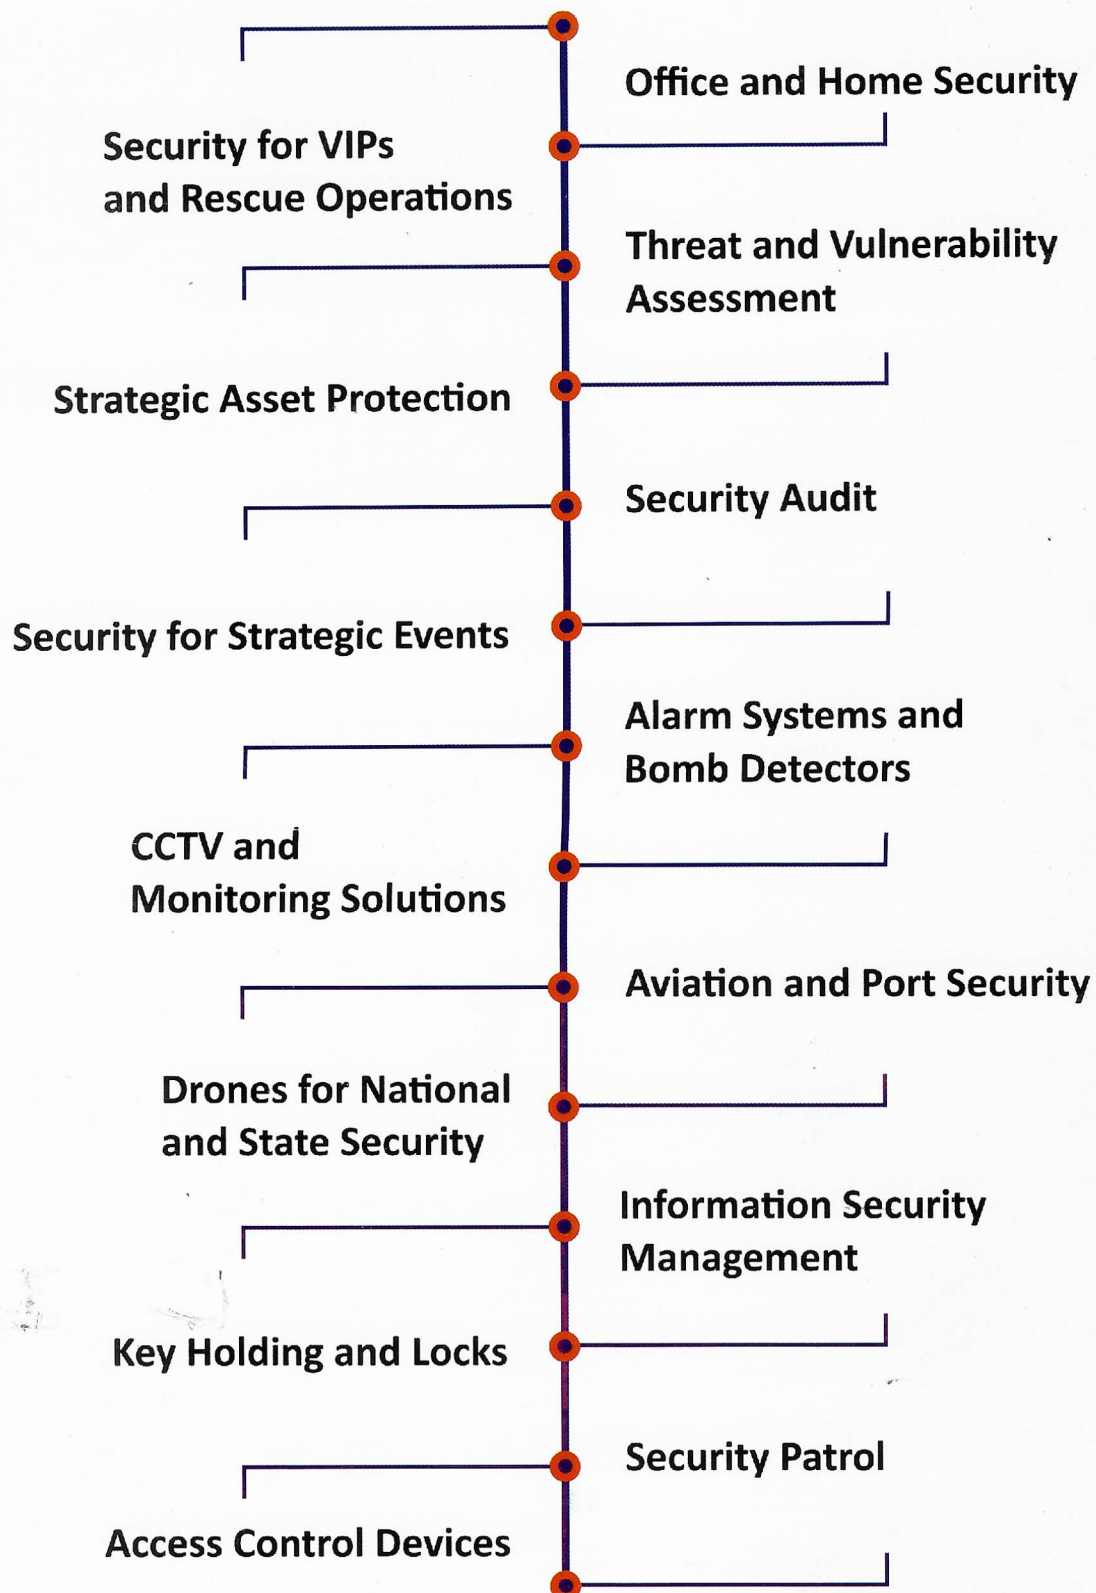 Office and Home Security
Security for VIPs
and Rescue Operations
Threat and Vulnerability
Assessment
Strategic Asset Protection
Security Audit
Security for Strategic Events
Alarm Systems and
Bomb Detectors
CCTV and
Monitoring Solutions
Aviation and Port Security
Drones for National
and State Security
Information Security
Management
Key Holding and Locks
Security Patrol
Access Control Devices